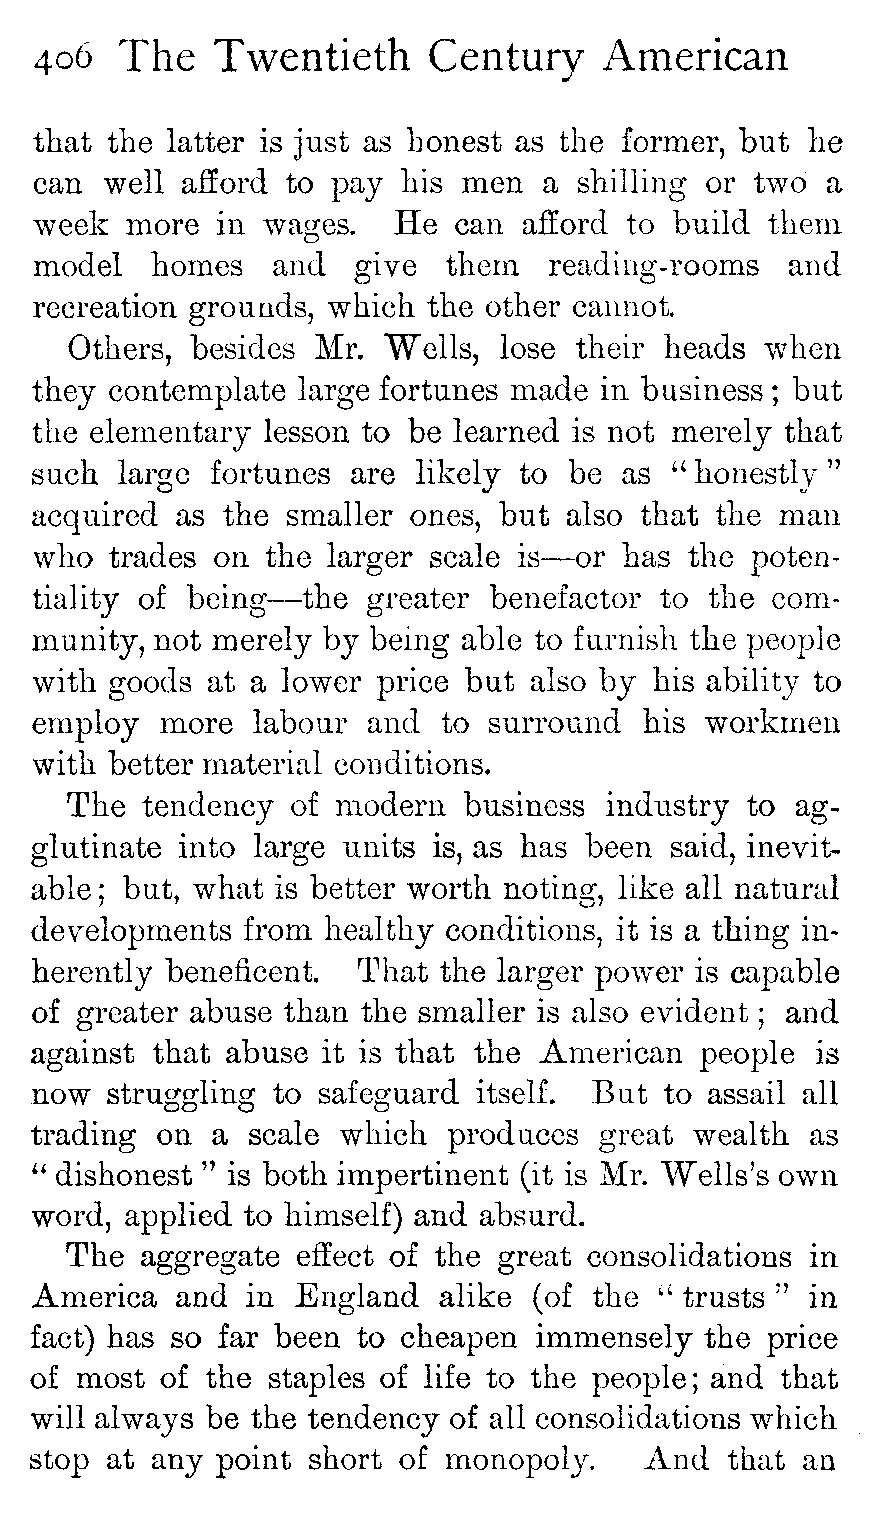 406 The Twentieth Century American
that the latter is just as honest as the former, but he
can well afford to pay his men a shilling or two a
week more in wages. He can afford to build them
model homes and give them reading-rooms and
recreation grounds, which the other cannot.
Others, besides Mr. Wells, lose their heads when
they contemplate large fortunes made in business; but
the elementary lesson to be learned is not merely that
such large fortunes are likely to be as "honestly"
acquired as the smaller ones, but also that the man
who trades on the larger scale is—or has the poten-
tiality of being—the greater benefactor to the com-
munity, not merely by being able to furnish the people
with goods at a lower price but also by his ability to
employ more labour and to surround his workmen
with better material conditions.
The tendency of modern business industry to ag-
glutinate into large units is, as has been said, inevit-
able; but, what is better worth noting, like all natural
developments from healthy conditions, it is a thing in-
herently beneficent. That the larger power is capable
of greater abuse than the smaller is also evident; and
against that abuse it is that the American people is
now struggling to safeguard itself. But to assail all
trading on a scale which produces great wealth as
"dishonest" is both impertinent (it is Mr. Wells's own
word, applied to himself) and absurd.
The aggregate effect of the great consolidations in
America and in England alike (of the "trusts" in
fact) has so far been to cheapen immensely the price
of most of the staples of life to the people; and that
will always be the tendency of all consolidations which
stop at any point short of monopoly. And that an